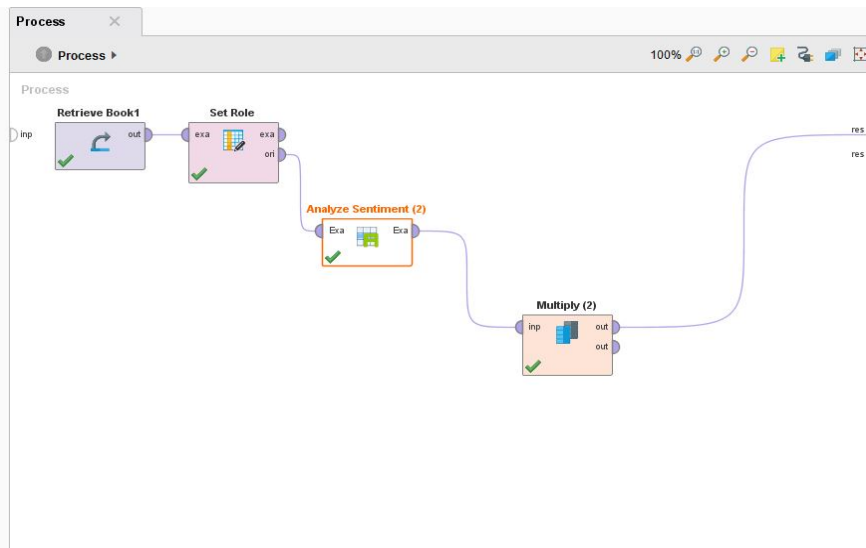 Process
Process
100%
Process
Retrieve Book1
Set Role
inp
out
exa
exa
ori
res
res
Analyze Sentiment (2)
Exa
Exa
Multiply (2)
inp
out
out